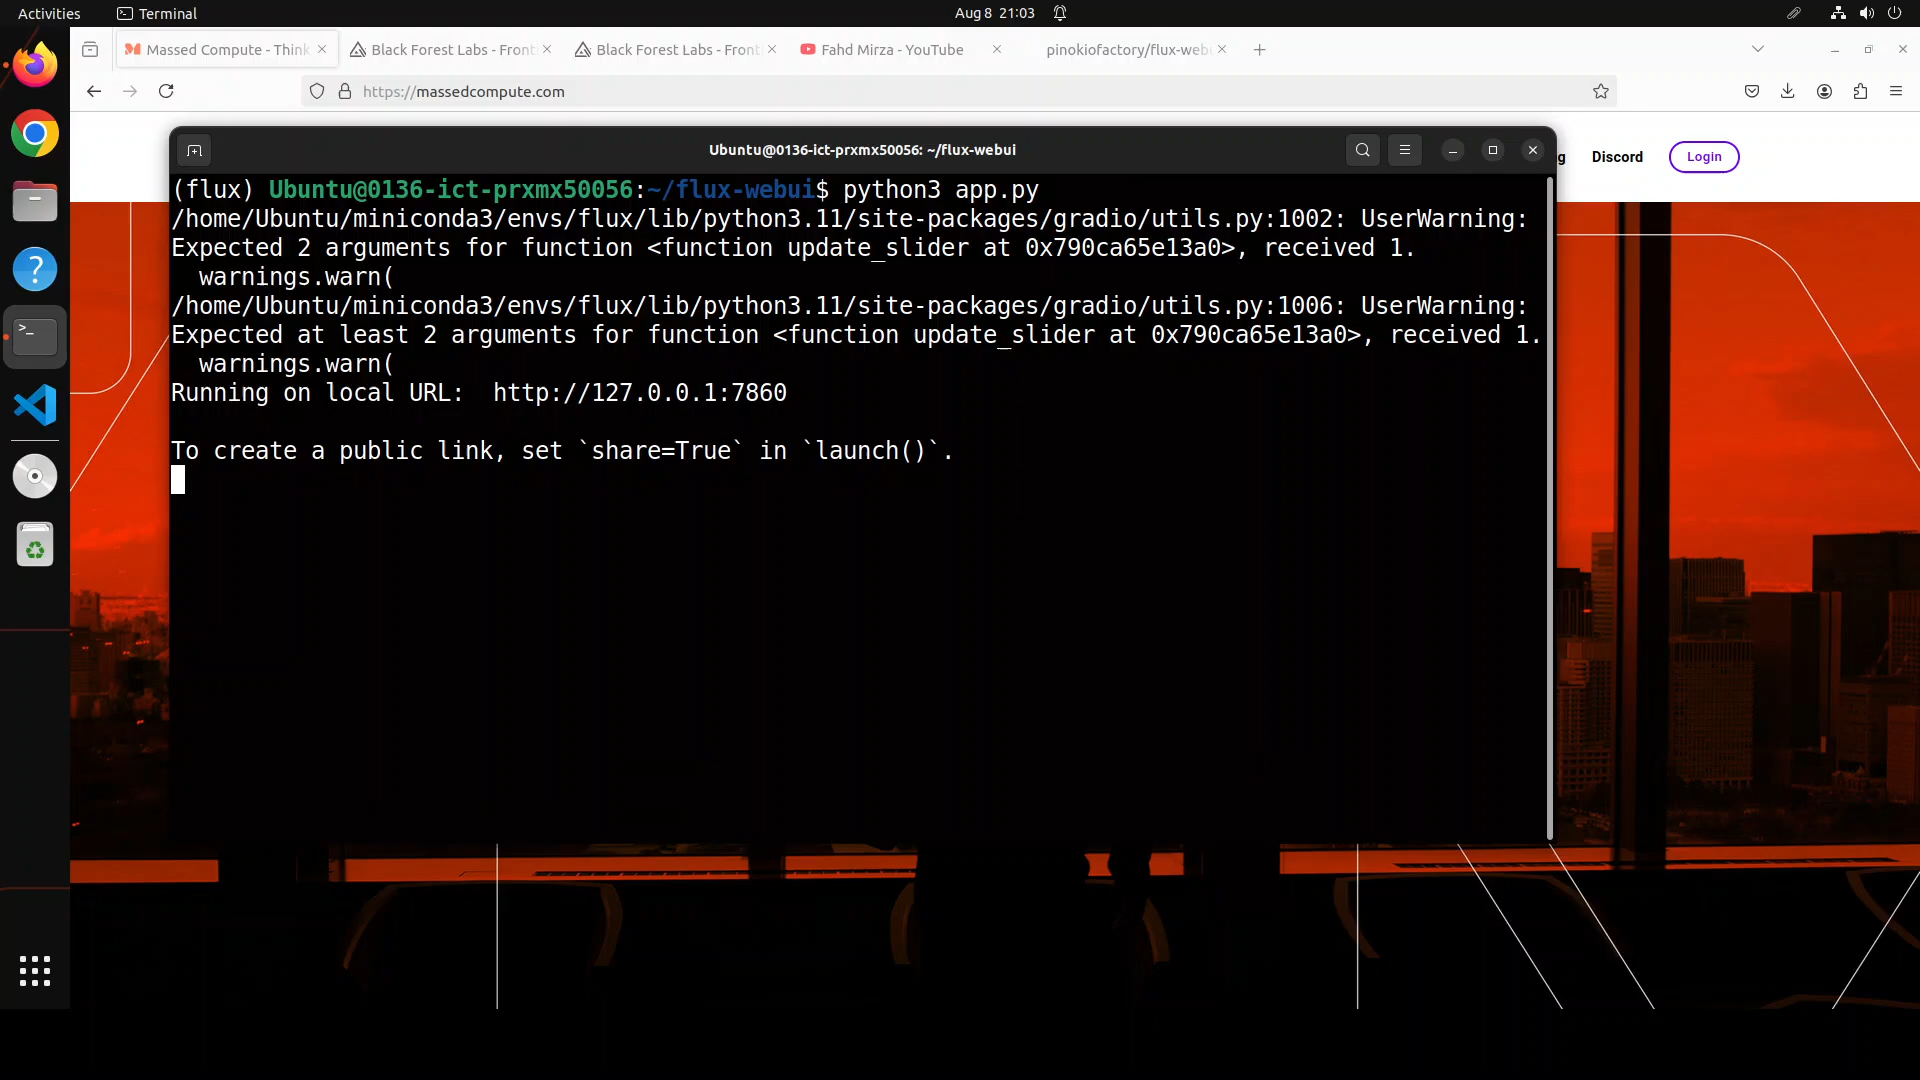 Activities
Terminal
Aug 8 21:03
Massed Compute - Think
Black Forest Labs - Fronti
Black Forest Labs - Fronti
Fahd Mirza - YouTube
pinokiofactory/flux-webu
https://massedcompute.com
Discord
Login
Ubuntu@0136-ict-prxmx50056: ~/flux-webui
(flux) Ubuntu@0136-ict-prxmx50056:~/flux-webui$ python3 app.py
/home/Ubuntu/miniconda3/envs/flux/lib/python3.11/site-packages/gradio/utils.py:1002: UserWarning:
Expected 2 arguments for function <function update_slider at 0x790ca65e13a0>, received 1.
  warnings.warn(
/home/Ubuntu/miniconda3/envs/flux/lib/python3.11/site-packages/gradio/utils.py:1006: UserWarning:
Expected at least 2 arguments for function <function update_slider at 0x790ca65e13a0>, received 1.
  warnings.warn(
Running on local URL:  http://127.0.0.1:7860
To create a public link, set `share=True` in `launch()`.